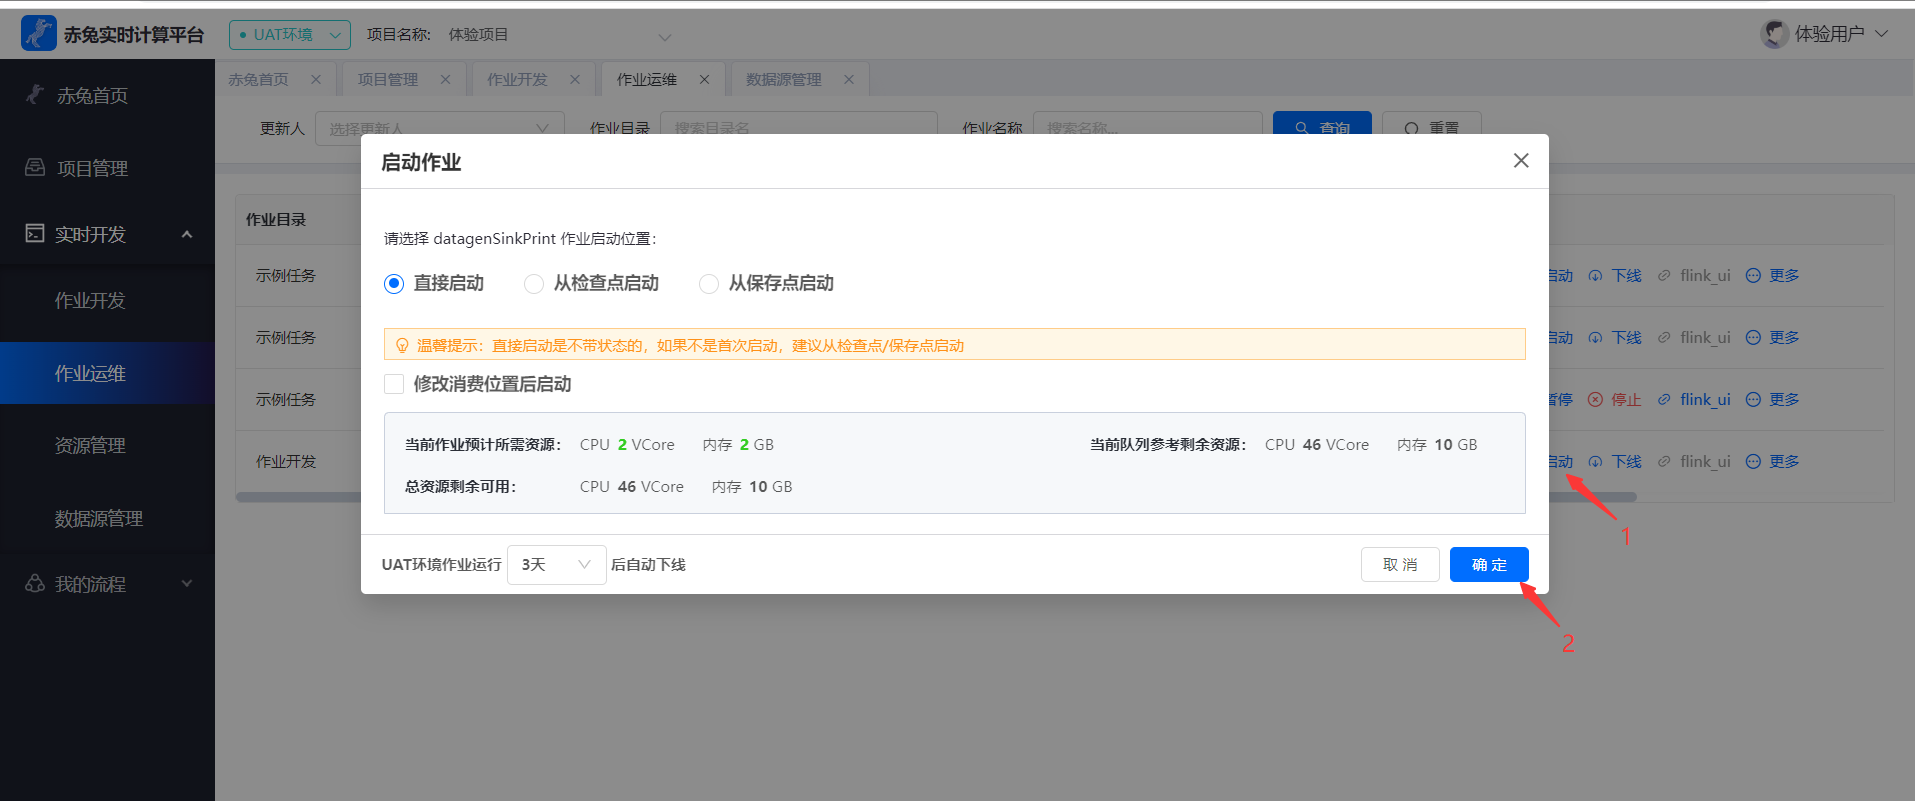 赤兔实时计算平台 UAT环境 项目名称: 体验项目 体验用户
赤兔首页 项目管理 作业开发 作业运维 数据源管理
赤兔首页
项目管理
实时开发
作业开发
作业运维
资源管理
数据源管理
我的流程
更新人 选择更新人 作业目录 搜索目录名 作业名称 搜索名称... 查询 重置
作业目录
示例任务 启动 下线 flink_ui 更多
示例任务 启动 下线 flink_ui 更多
示例任务 暂停 停止 flink_ui 更多
作业开发 启动 下线 flink_ui 更多
启动作业
请选择 datagenSinkPrint 作业启动位置:
直接启动 从检查点启动 从保存点启动
温馨提示: 直接启动是不带状态的, 如果不是首次启动, 建议从检查点/保存点启动
修改消费位置后启动
当前作业预计所需资源: CPU 2 VCore 内存 2 GB 当前队列参考剩余资源: CPU 46 VCore 内存 10 GB
总资源剩余可用: CPU 46 VCore 内存 10 GB
UAT环境作业运行 3天 后自动下线 取 消 确 定
1
2